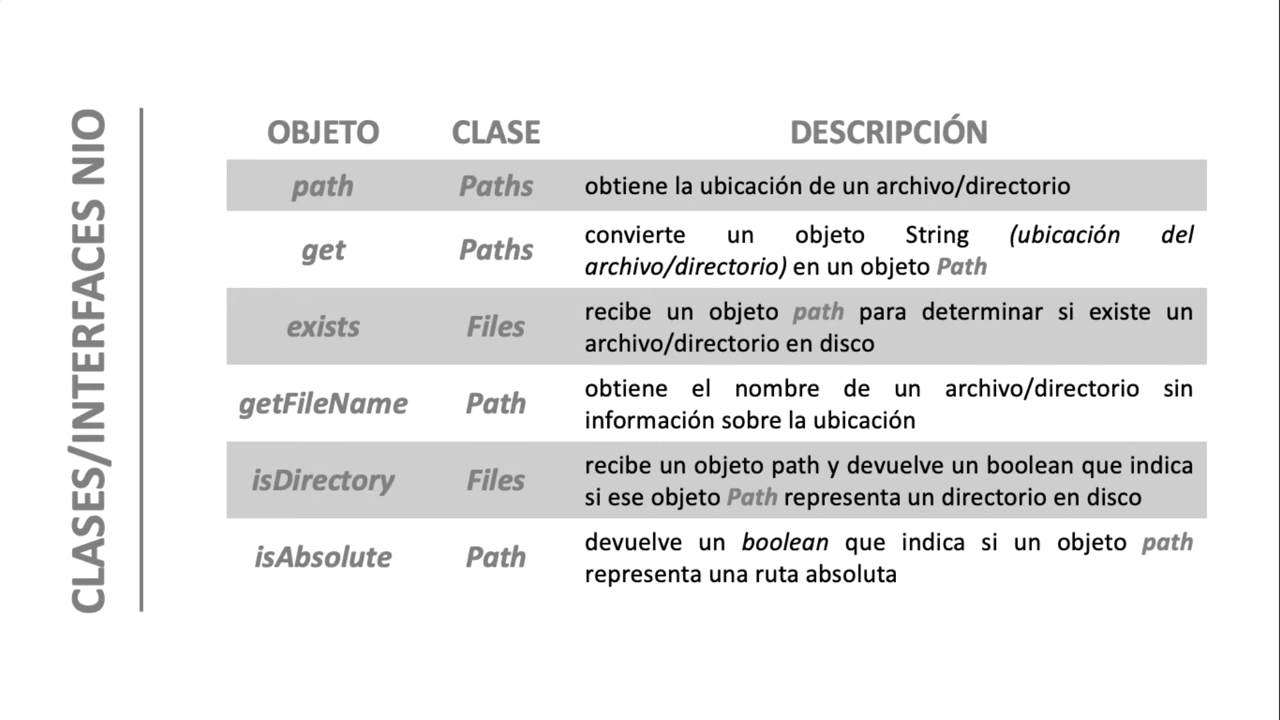 CLASES/INTERFACES NIO
OBJETO CLASE DESCRIPCIÓN
path Paths obtiene la ubicación de un archivo/directorio
get Paths convierte un objeto String (ubicación del
archivo/directorio) en un objeto Path
exists Files recibe un objeto path para determinar si existe un
archivo/directorio en disco
getFileName Path obtiene el nombre de un archivo/directorio sin
información sobre la ubicación
isDirectory Files recibe un objeto path y devuelve un boolean que indica
si ese objeto Path representa un directorio en disco
isAbsolute Path devuelve un boolean que indica si un objeto path
representa una ruta absoluta